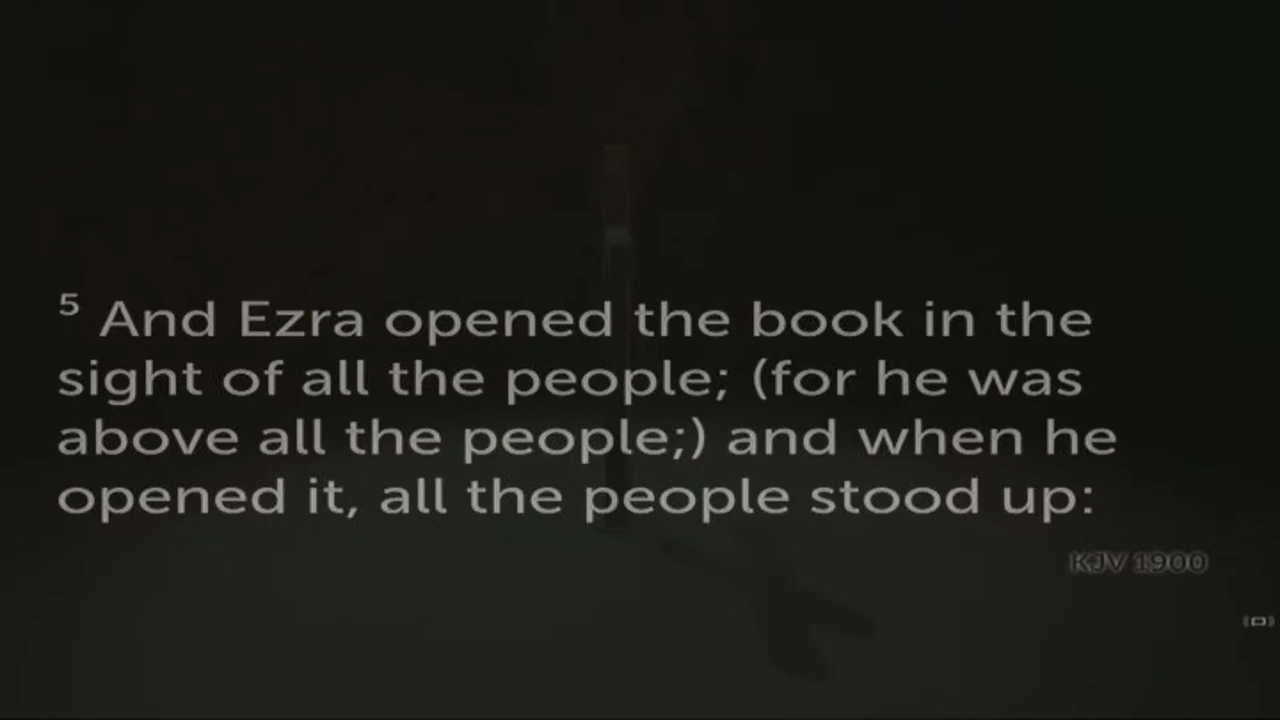 ⁵ And Ezra opened the book in the
sight of all the people; (for he was
above all the people;) and when he
opened it, all the people stood up:
KJV 1900